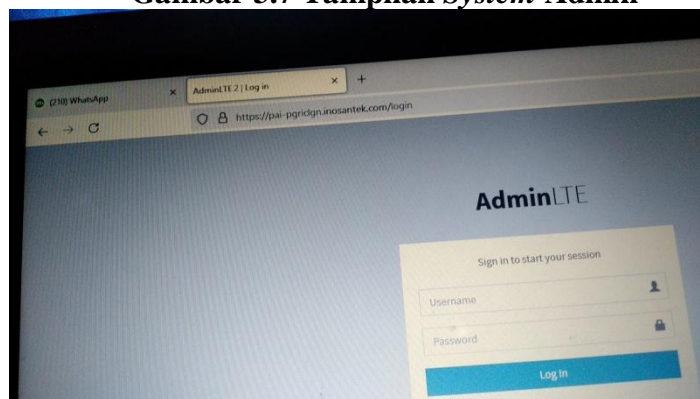 Gambar 3.7 Tampilan System Admin
(210) WhatsApp
AdminLTE 2 | Log in
https://pai-pgridgn.inosantek.com/login
AdminLTE
Sign in to start your session
Username
Password
Log In